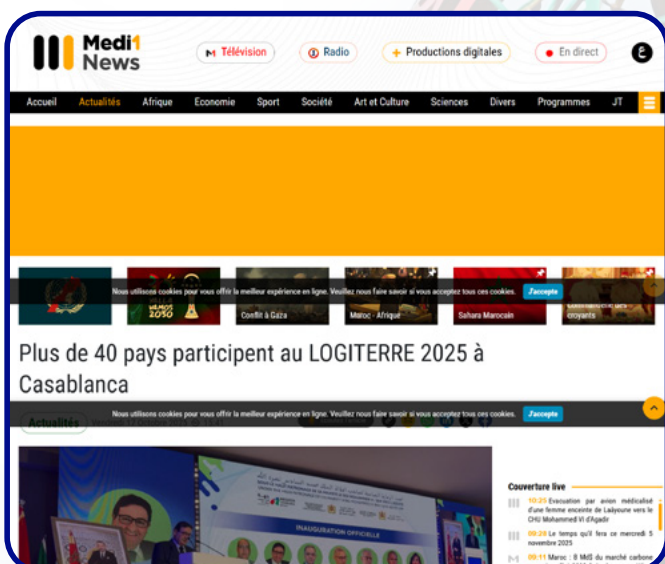 Medi1
News
Télévision
Radio
Productions digitales
En direct
ع
Accueil Actualités Afrique Economie Sport Société Art et Culture Sciences Divers Programmes JT
Nous utilisons cookies pour vous offrir la meilleur expérience en ligne. Veuillez nous faire savoir si vous acceptez tous ces cookies. J'accepte
Conflit à Gaza
Maroc - Afrique
Sahara Marocain
croyants
Plus de 40 pays participent au LOGITERRE 2025 à
Casablanca
Nous utilisons cookies pour vous offrir la meilleur expérience en ligne. Veuillez nous faire savoir si vous acceptez tous ces cookies. J'accepte
Actualités
INAUGURATION OFFICIELLE
Couverture live
10:25 Evacuation par avion médicalisé
d'une femme enceinte de Laâyoune vers le
CHU Mohammed VI d'Agadir
09:28 Le temps qu'il fera ce mercredi 5
novembre 2025
09:11 Maroc : 8 Md$ du marché carbone